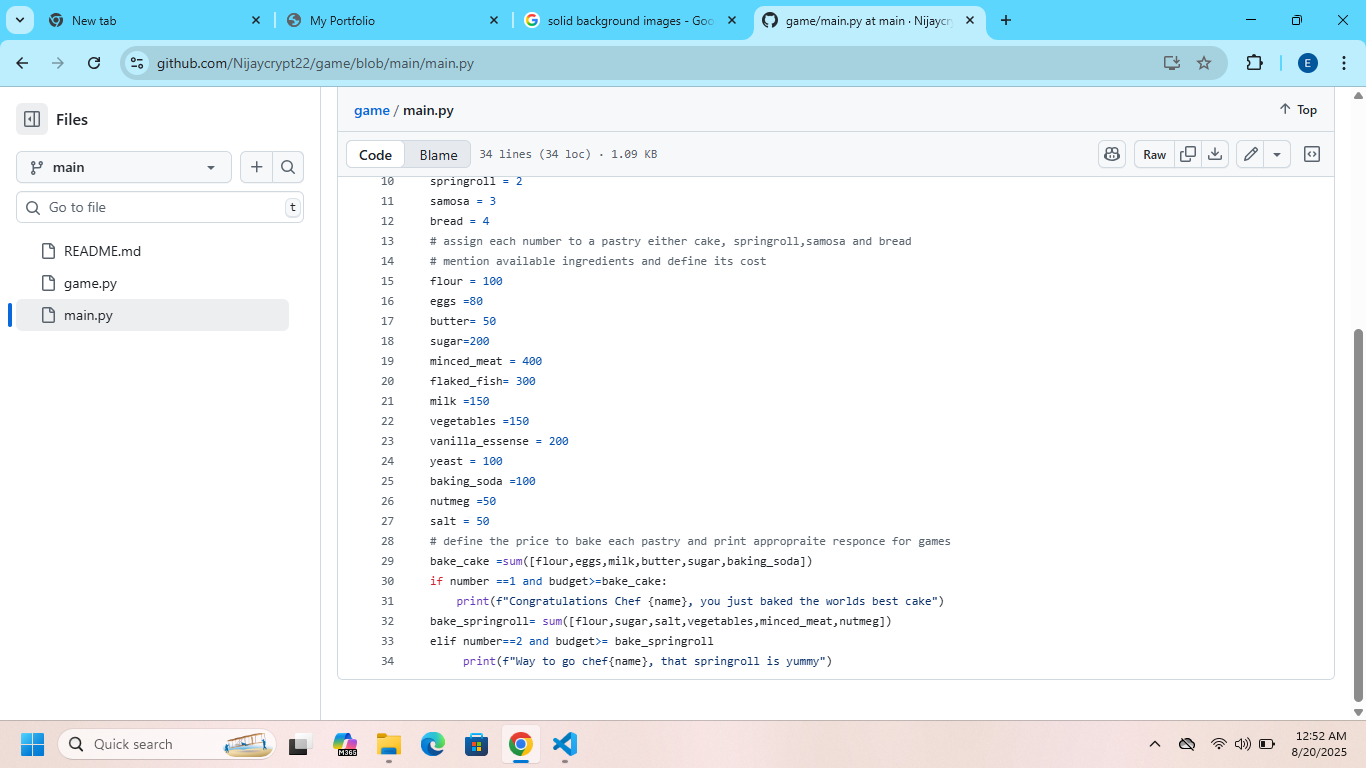 New tab
My Portfolio
solid background images - Goo
game/main.py at main · Nijaycr
github.com/Nijaycrypt22/game/blob/main/main.py
E
Files
game / main.py
Top
main
Code Blame 34 lines (34 loc) · 1.09 KB
Raw
Go to file
t
README.md
game.py
main.py
10 springroll = 2
11 samosa = 3
12 bread = 4
13 # assign each number to a pastry either cake, springroll,samosa and bread
14 # mention available ingredients and define its cost
15 flour = 100
16 eggs =80
17 butter= 50
18 sugar=200
19 minced_meat = 400
20 flaked_fish= 300
21 milk =150
22 vegetables =150
23 vanilla_essense = 200
24 yeast = 100
25 baking_soda =100
26 nutmeg =50
27 salt = 50
28 # define the price to bake each pastry and print appropraite responce for games
29 bake_cake =sum([flour,eggs,milk,butter,sugar,baking_soda])
30 if number ==1 and budget>=bake_cake:
31 print(f"Congratulations Chef {name}, you just baked the worlds best cake")
32 bake_springroll= sum([flour,sugar,salt,vegetables,minced_meat,nutmeg])
33 elif number==2 and budget>= bake_springroll
34 print(f"Way to go chef{name}, that springroll is yummy")
Quick search
M365
12:52 AM
8/20/2025